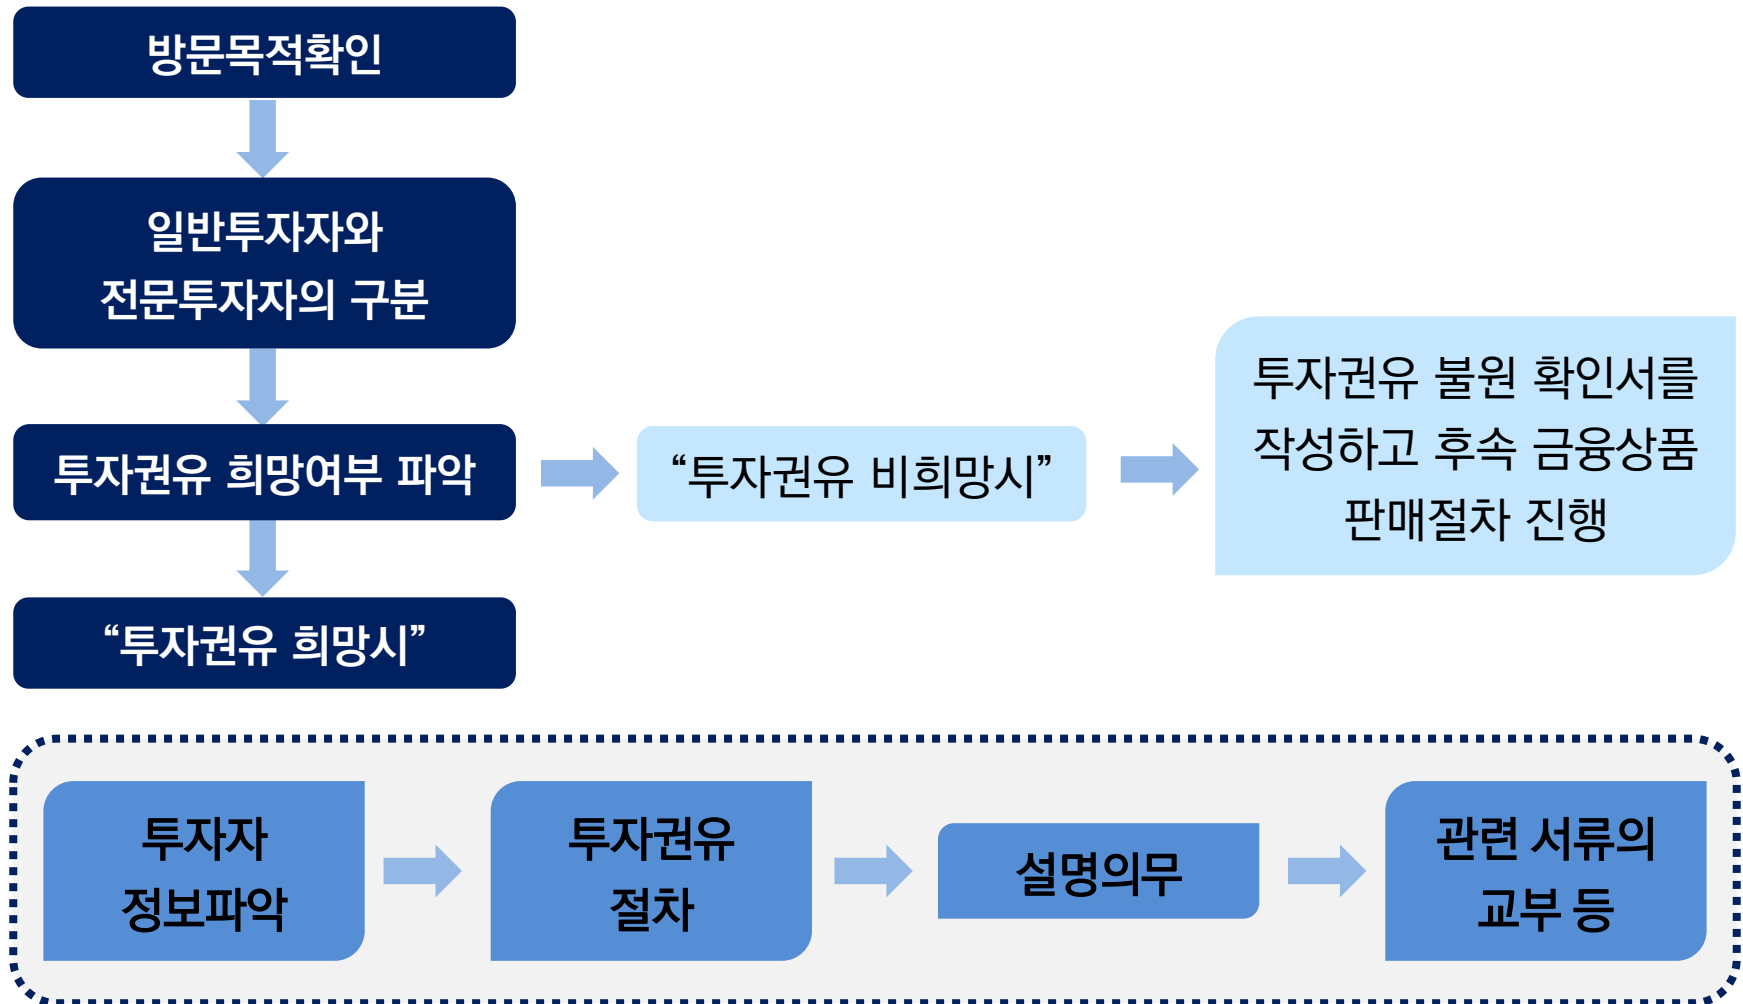 방문목적확인
일반투자자와
전문투자자의 구분
투자권유 희망여부 파악
“투자권유 비희망시”
투자권유 불원 확인서를
작성하고 후속 금융상품
판매절차 진행
“투자권유 희망시”
투자자
정보파악
투자권유
절차
설명의무
관련 서류의
교부 등